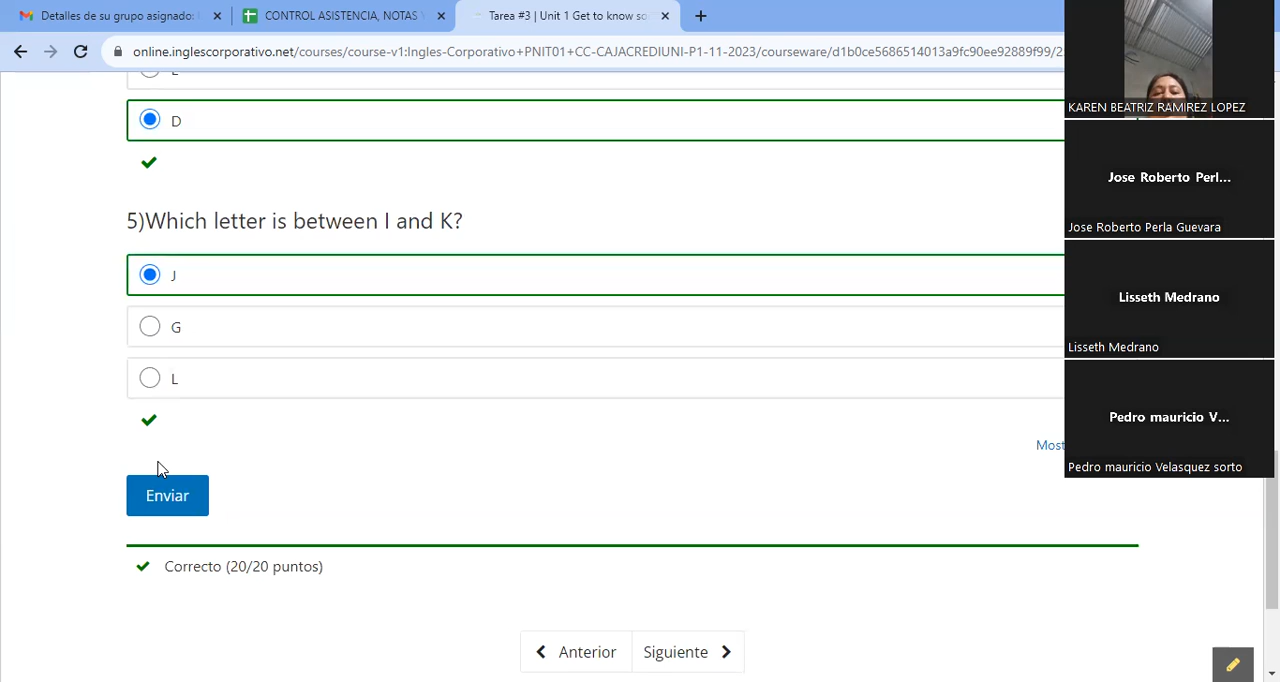 Detalles de su grupo asignado:
CONTROL ASISTENCIA, NOTAS
Tarea #3 | Unit 1 Get to know so
online.inglescorporativo.net/courses/course-v1:Ingles-Corporativo+PNIT01+CC-CAJACREDIUNI-P1-11-2023/courseware/d1b0ce5686514013a9fc90ee92889f99/2
D
5)Which letter is between I and K?
J
G
L
Most
Enviar
Correcto (20/20 puntos)
Anterior
Siguiente
KAREN BEATRIZ RAMIREZ LOPEZ
Jose Roberto Perl...
Jose Roberto Perla Guevara
Lisseth Medrano
Lisseth Medrano
Pedro mauricio V...
Pedro mauricio Velasquez sorto